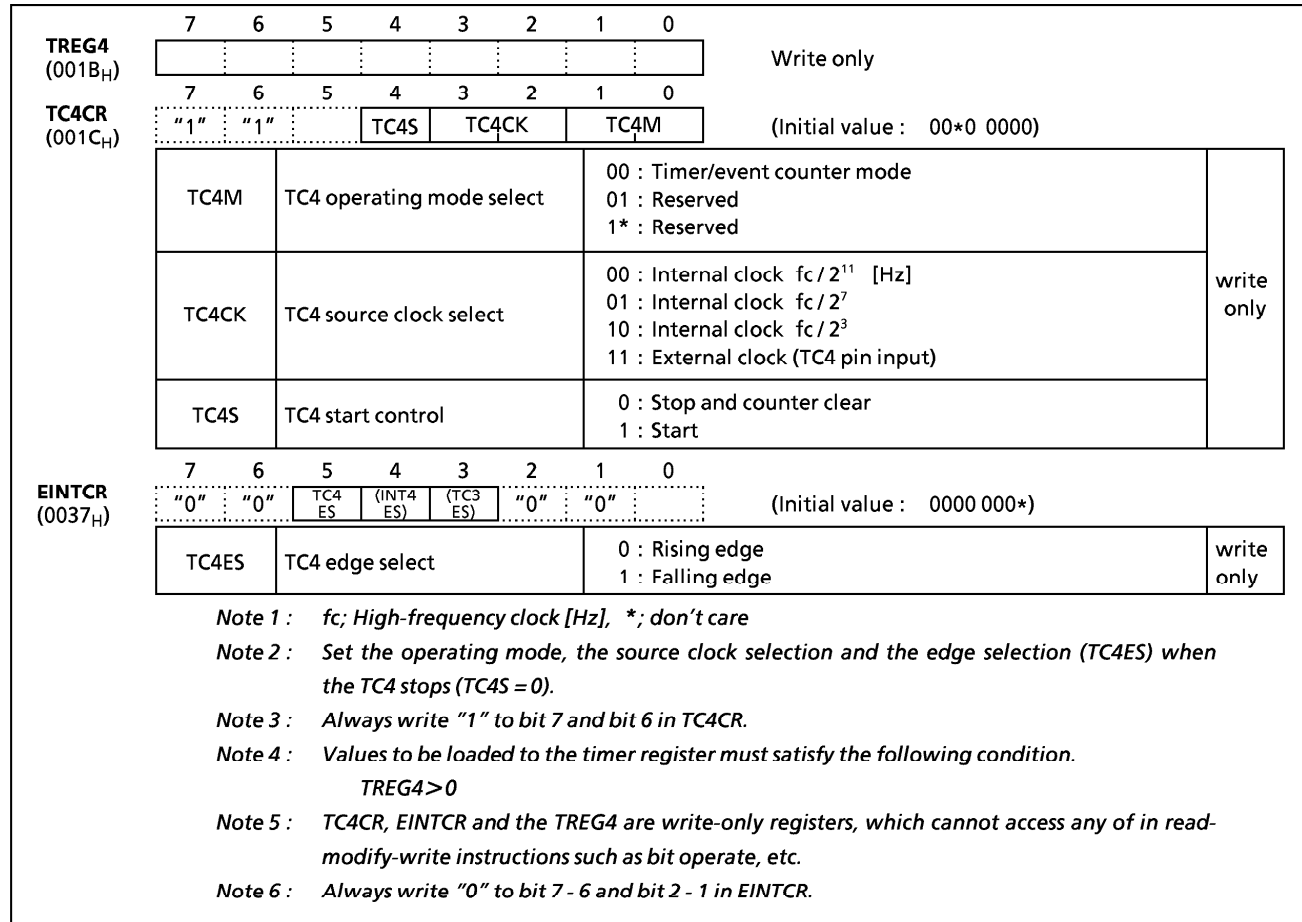 7 6 5 4 3 2 1 0
TREG4
(001BH)
Write only
7 6 5 4 3 2 1 0
TC4CR
(001CH)
"1" "1" TC4S TC4CK TC4M
(Initial value : 00*0 0000)
TC4M
TC4 operating mode select
00 : Timer/event counter mode
01 : Reserved
1* : Reserved
write
only
TC4CK
TC4 source clock select
00 : Internal clock fc / 2¹¹ [Hz]
01 : Internal clock fc / 2⁷
10 : Internal clock fc / 2³
11 : External clock (TC4 pin input)
TC4S
TC4 start control
0 : Stop and counter clear
1 : Start
7 6 5 4 3 2 1 0
EINTCR
(0037H)
"0" "0" TC4 ES (INT4 ES) (TC3 ES) "0" "0"
(Initial value : 0000 000*)
TC4ES
TC4 edge select
0 : Rising edge
1 : Falling edge
write
only
Note 1 : fc; High-frequency clock [Hz], *; don't care
Note 2 : Set the operating mode, the source clock selection and the edge selection (TC4ES) when
the TC4 stops (TC4S = 0).
Note 3 : Always write "1" to bit 7 and bit 6 in TC4CR.
Note 4 : Values to be loaded to the timer register must satisfy the following condition.
TREG4>0
Note 5 : TC4CR, EINTCR and the TREG4 are write-only registers, which cannot access any of in read-
modify-write instructions such as bit operate, etc.
Note 6 : Always write "0" to bit 7 - 6 and bit 2 - 1 in EINTCR.